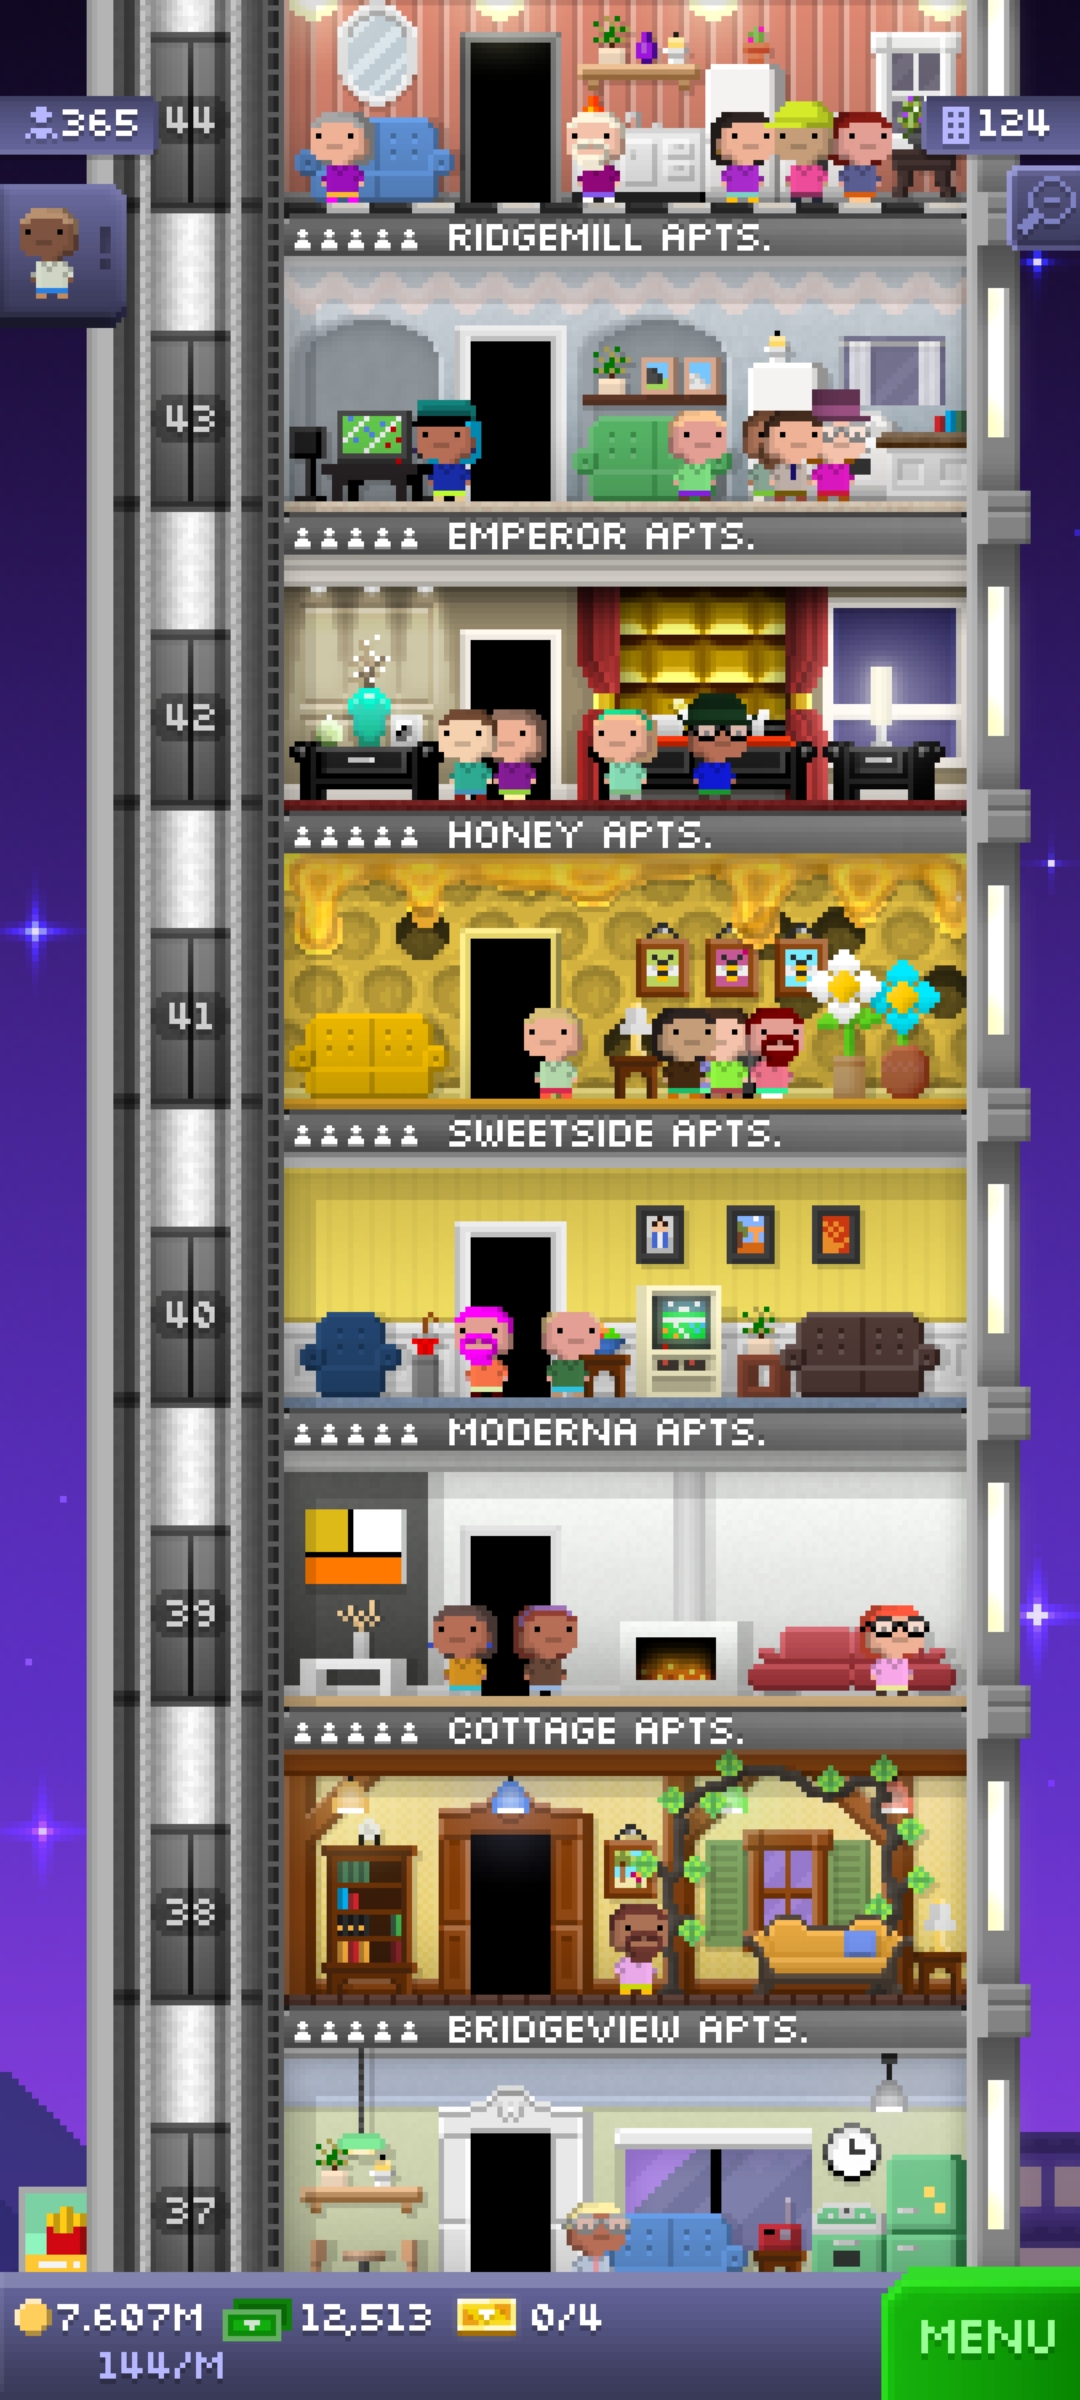 44
365
124
RIDGEMILL APTS.
43
EMPEROR APTS.
42
HONEY APTS.
41
SWEETSIDE APTS.
40
MODERNA APTS.
39
COTTAGE APTS.
38
BRIDGEVIEW APTS.
37
7.607M 12,513 0/4
144/M
MENU